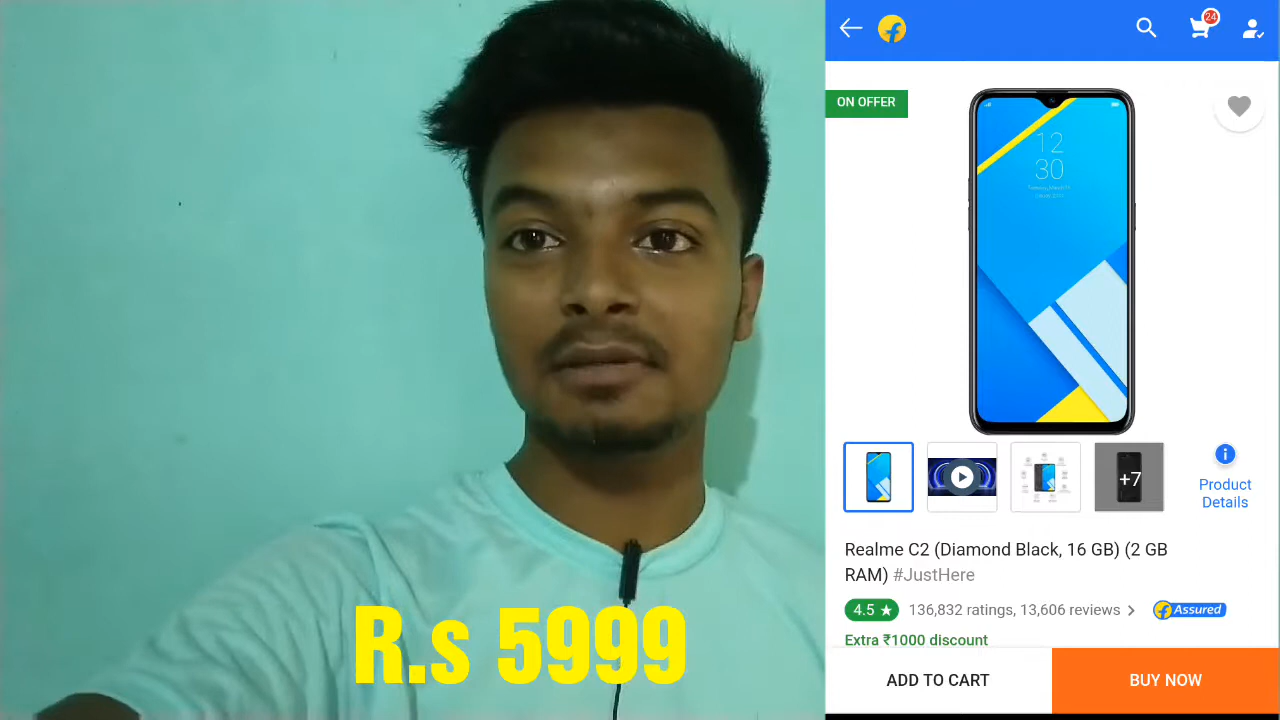 24
ON OFFER
12
30
+7
Product
Details
Realme C2 (Diamond Black, 16 GB) (2 GB
RAM) #JustHere
4.5 ★ 136,832 ratings, 13,606 reviews
f Assured
Extra ₹1000 discount
R.s 5999
ADD TO CART
BUY NOW